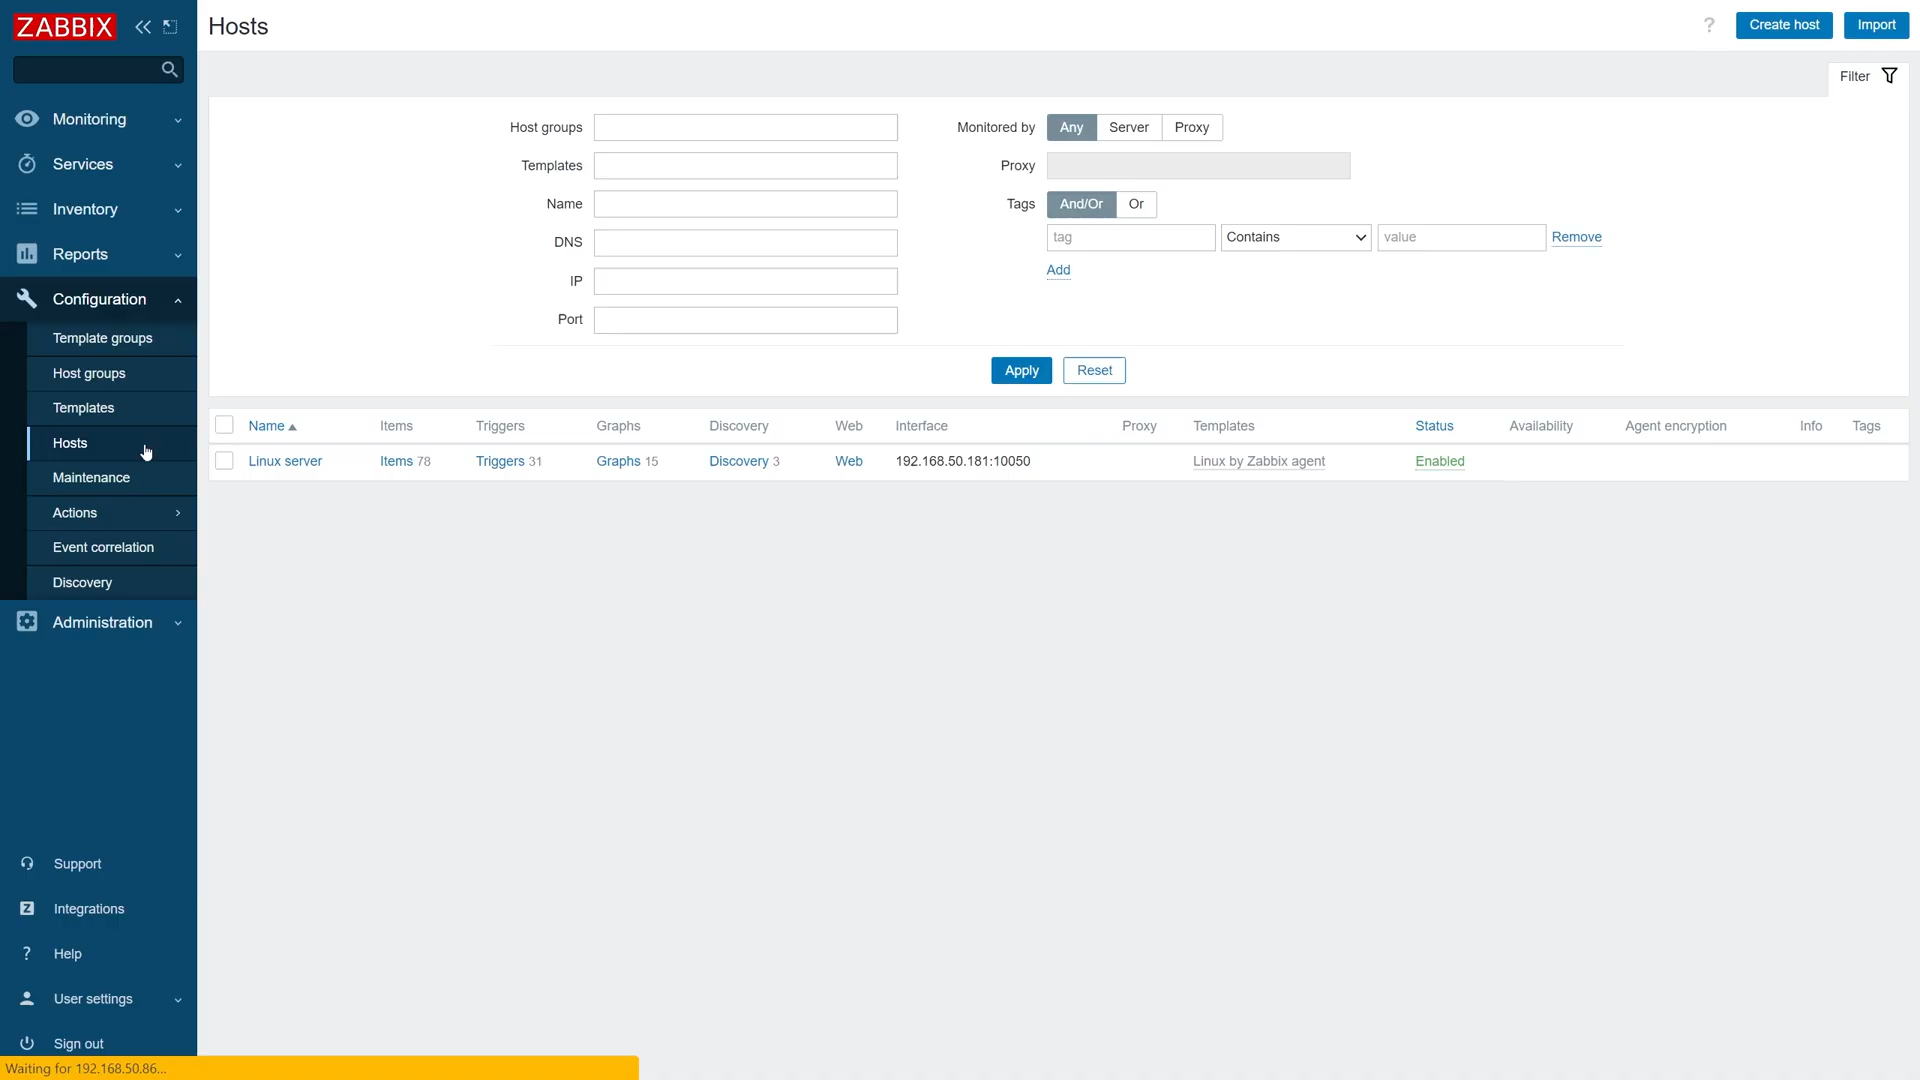 ZABBIX
Hosts
?
Create host
Import
Filter
Monitoring
Services
Inventory
Reports
Configuration
Template groups
Host groups
Templates
Hosts
Maintenance
Actions
Event correlation
Discovery
Administration
Support
Z Integrations
? Help
User settings
Sign out
Host groups
Templates
Name
DNS
IP
Port
Monitored by Any Server Proxy
Proxy
Tags And/Or Or
tag Contains value Remove
Add
Apply Reset
Name Items Triggers Graphs Discovery Web Interface Proxy Templates Status Availability Agent encryption Info Tags
Linux server Items 78 Triggers 31 Graphs 15 Discovery 3 Web 192.168.50.181:10050 Linux by Zabbix agent Enabled
Waiting for 192.168.50.86...